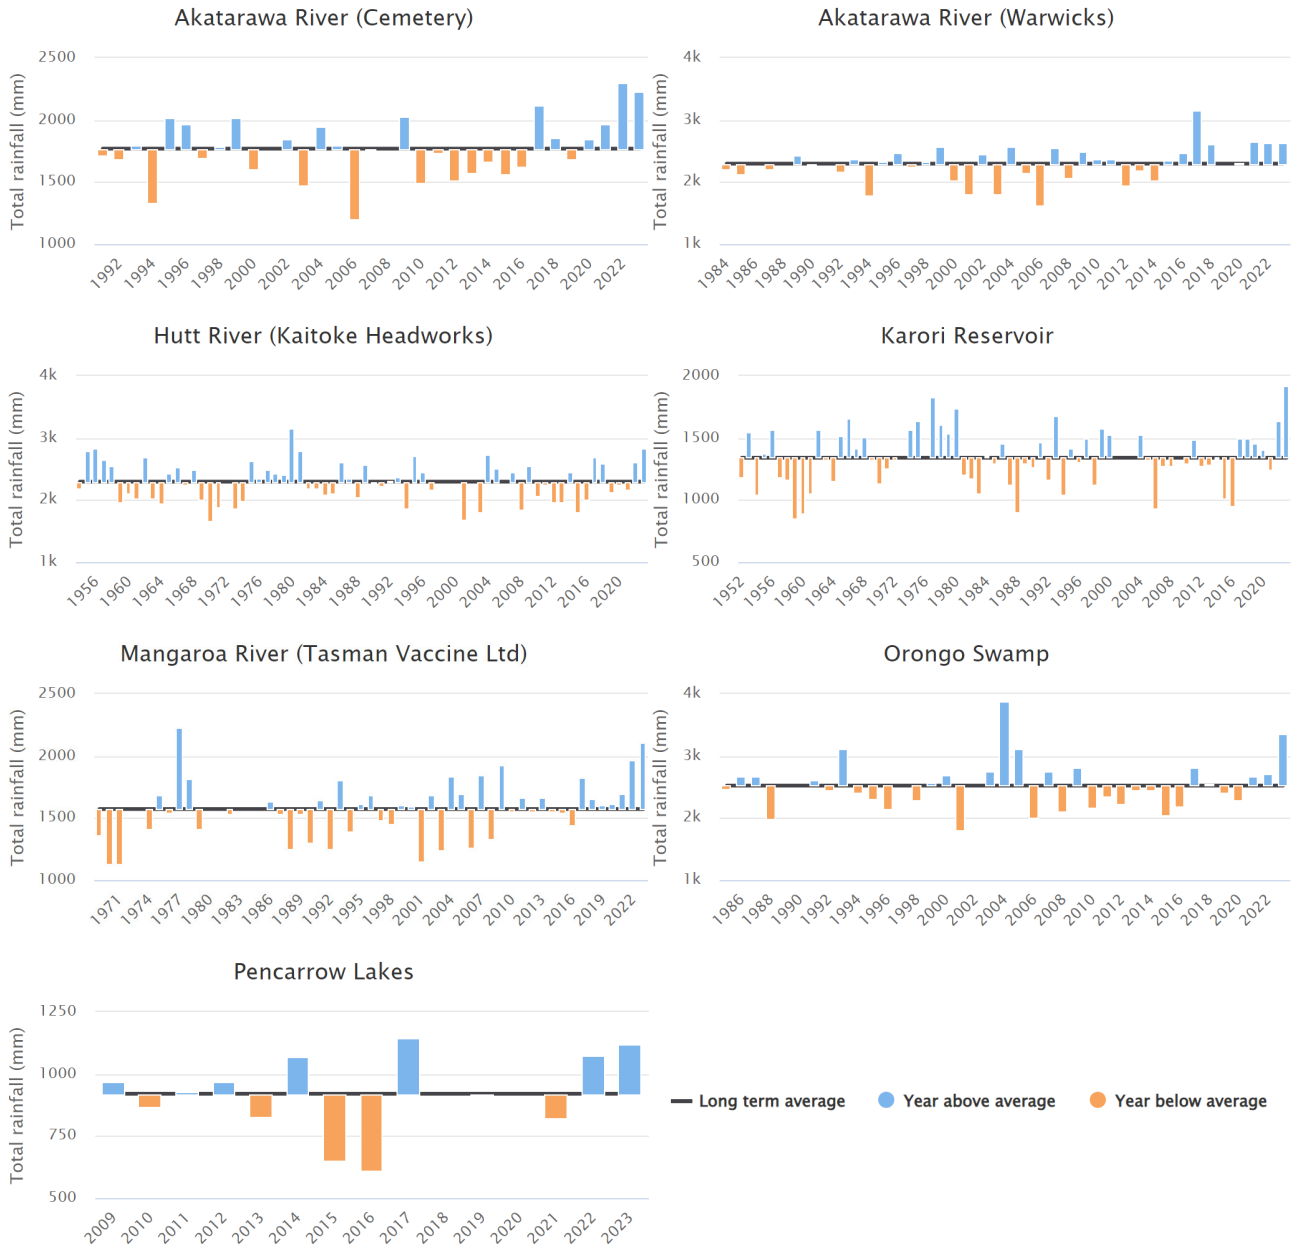 Akatarawa River (Cemetery)
Total rainfall (mm)
2500
2000
1500
1000
1992 1994 1996 1998 2000 2002 2004 2006 2008 2010 2012 2014 2016 2018 2020 2022
Akatarawa River (Warwicks)
Total rainfall (mm)
4k
3k
2k
1k
1984 1986 1988 1990 1992 1994 1996 1998 2000 2002 2004 2006 2008 2010 2012 2014 2016 2018 2020 2022
Hutt River (Kaitoke Headworks)
Total rainfall (mm)
4k
3k
2k
1k
1956 1960 1964 1968 1972 1976 1980 1984 1988 1992 1996 2000 2004 2008 2012 2016 2020
Karori Reservoir
Total rainfall (mm)
2000
1500
1000
500
1952 1956 1960 1964 1968 1972 1976 1980 1984 1988 1992 1996 2000 2004 2008 2012 2016 2020
Mangaroa River (Tasman Vaccine Ltd)
Total rainfall (mm)
2500
2000
1500
1000
1971 1974 1977 1980 1983 1986 1989 1992 1995 1998 2001 2004 2007 2010 2013 2016 2019 2022
Orongo Swamp
Total rainfall (mm)
4k
3k
2k
1k
1986 1988 1990 1992 1994 1996 1998 2000 2002 2004 2006 2008 2010 2012 2014 2016 2018 2020 2022
Pencarrow Lakes
Total rainfall (mm)
1250
1000
750
500
2009 2010 2011 2012 2013 2014 2015 2016 2017 2018 2019 2020 2021 2022 2023
Long term average Year above average Year below average